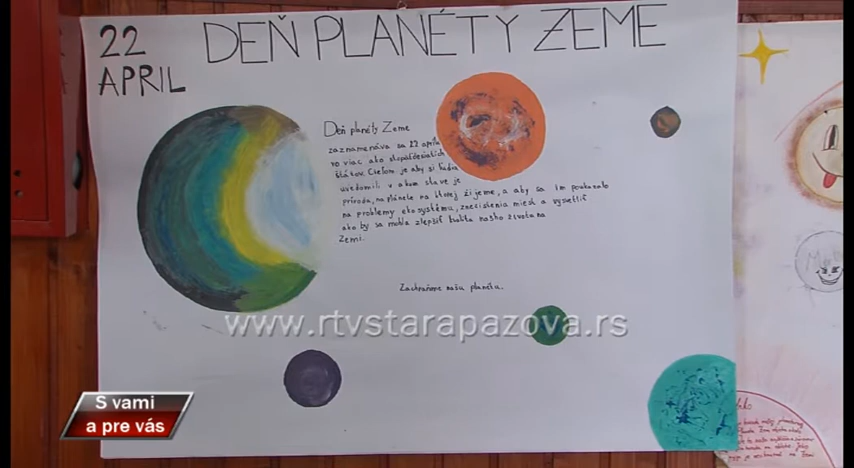 22
APRIL
DEŇ PLANÉTY ZEME
Deň planéty Zeme
zaznamenáva sa 22 apríla
vo viac ako stopäťdesiatich
štátov. Cieľom je aby si ľudia
uvedomili v akom stave je
príroda, na planéte na ktorej žijeme, a aby sa im poukázalo
na problémy ekosystému, znečistenia miest a vysvetliť
ako by sa mohla zlepšiť kvalita nášho života na
Zemi.
Zachráňme našu planétu.
www.rtvstarapazova.rs
S vami
a pre vás